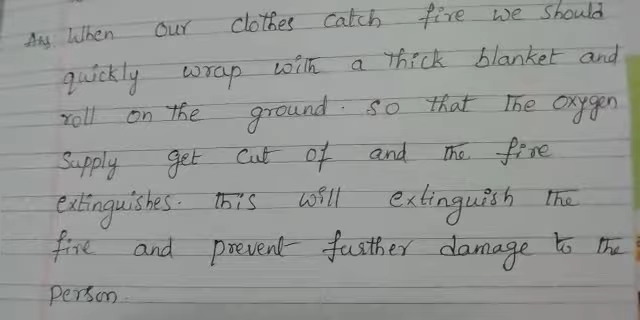 Ans. When our clothes catch fire we should
quickly wrap with a thick blanket and
roll on the ground. so that the oxygen
Supply get cut of and the fire
extinguishes. this will extinguish the
fire and prevent further damage to the
person.